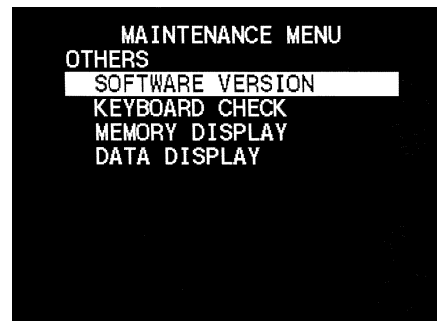 MAINTENANCE MENU
OTHERS
SOFTWARE VERSION
KEYBOARD CHECK
MEMORY DISPLAY
DATA DISPLAY